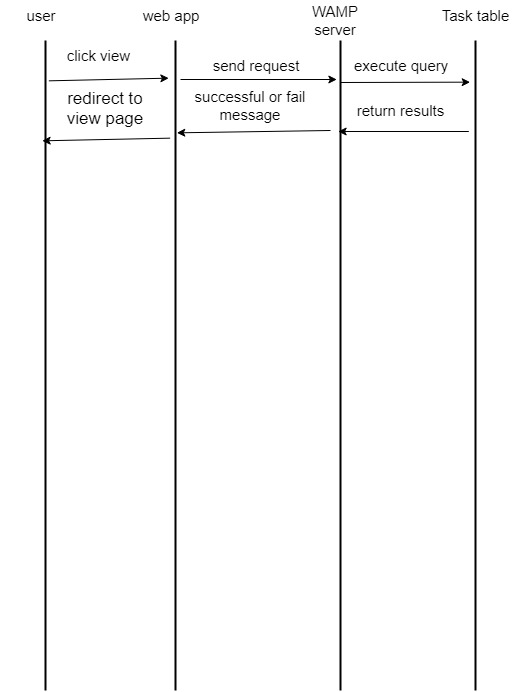 user
web app
WAMP
server
Task table
click view
send request
execute query
redirect to
view page
successful or fail
message
return results